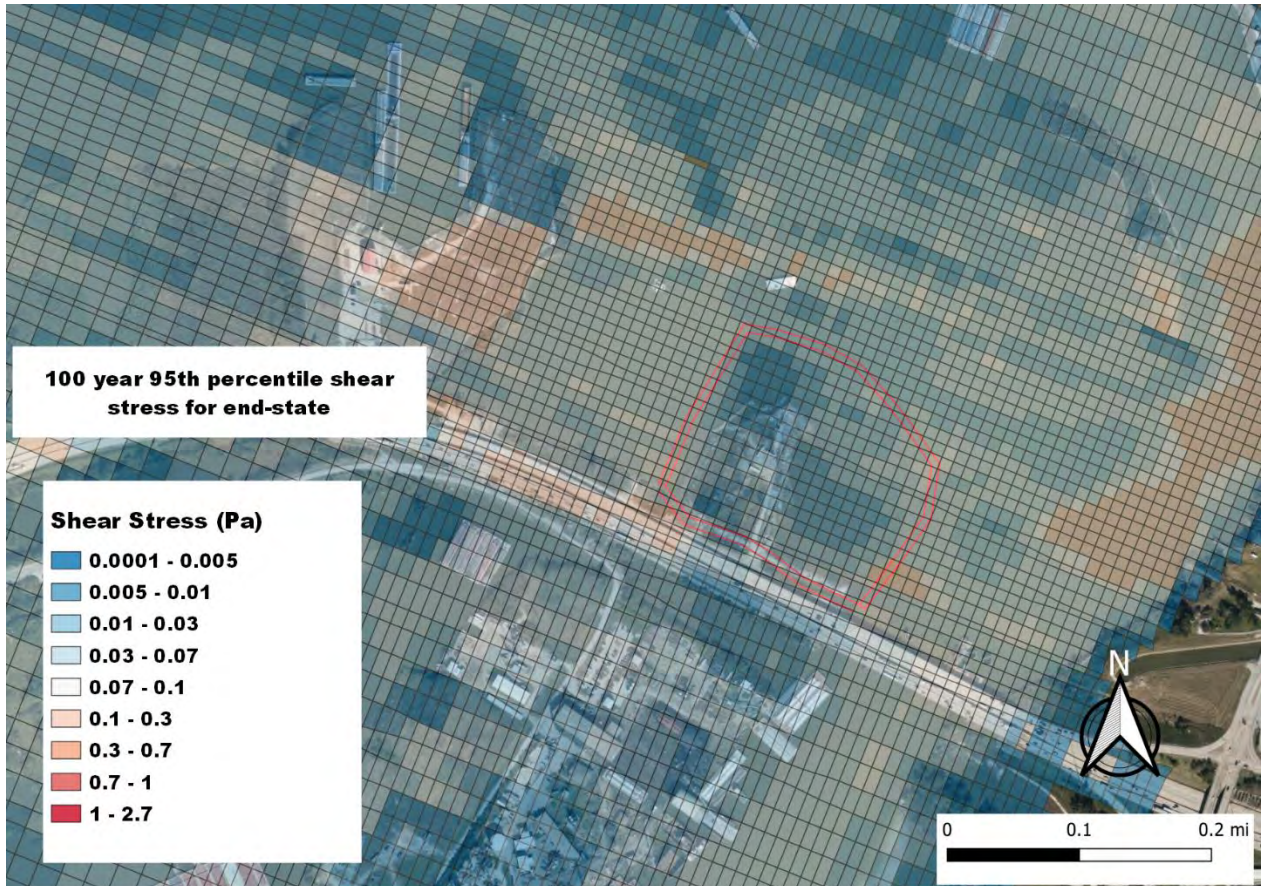 100 year 95th percentile shear
stress for end-state
Shear Stress (Pa)
0.0001 - 0.005
0.005 - 0.01
0.01 - 0.03
0.03 - 0.07
0.07 - 0.1
0.1 - 0.3
0.3 - 0.7
0.7 - 1
1 - 2.7
N
0 0.1 0.2 mi